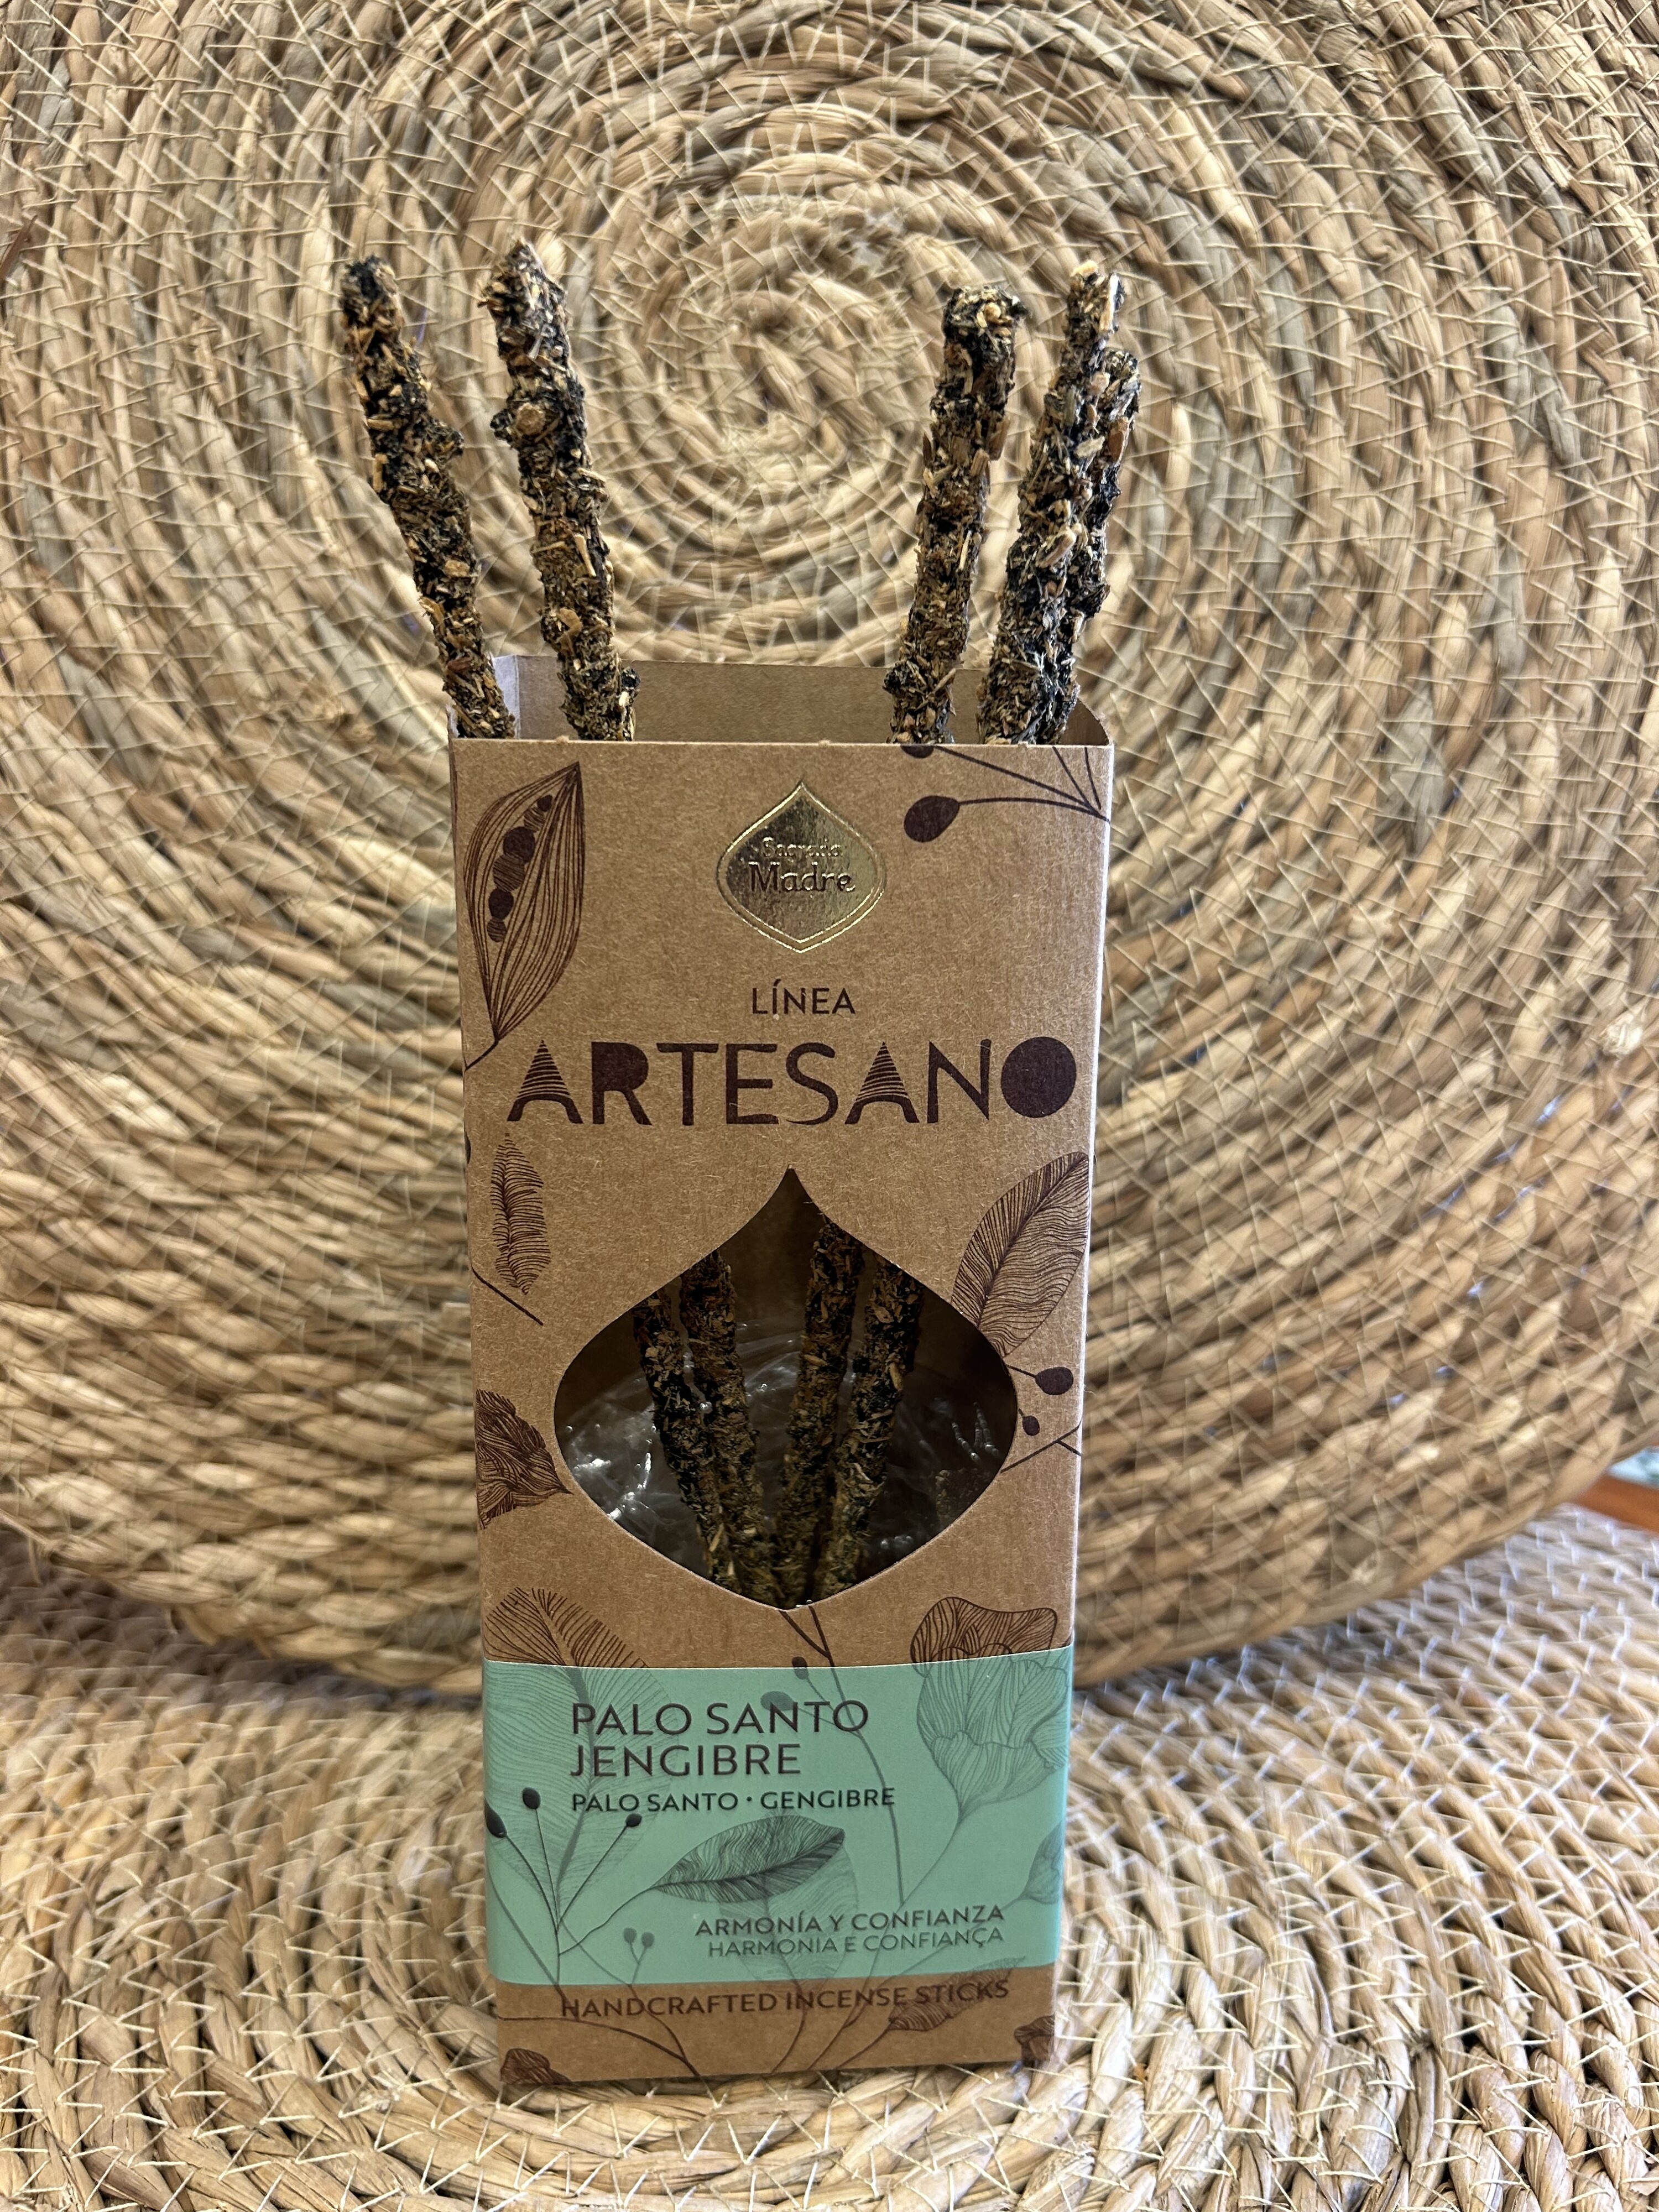 Sagrada
Madre
LÍNEA
ARTESANO
PALO SANTO
JENGIBRE
PALO SANTO • GENGIBRE
ARMONÍA Y CONFIANZA
HARMONIA E CONFIANÇA
HANDCRAFTED INCENSE STICKS